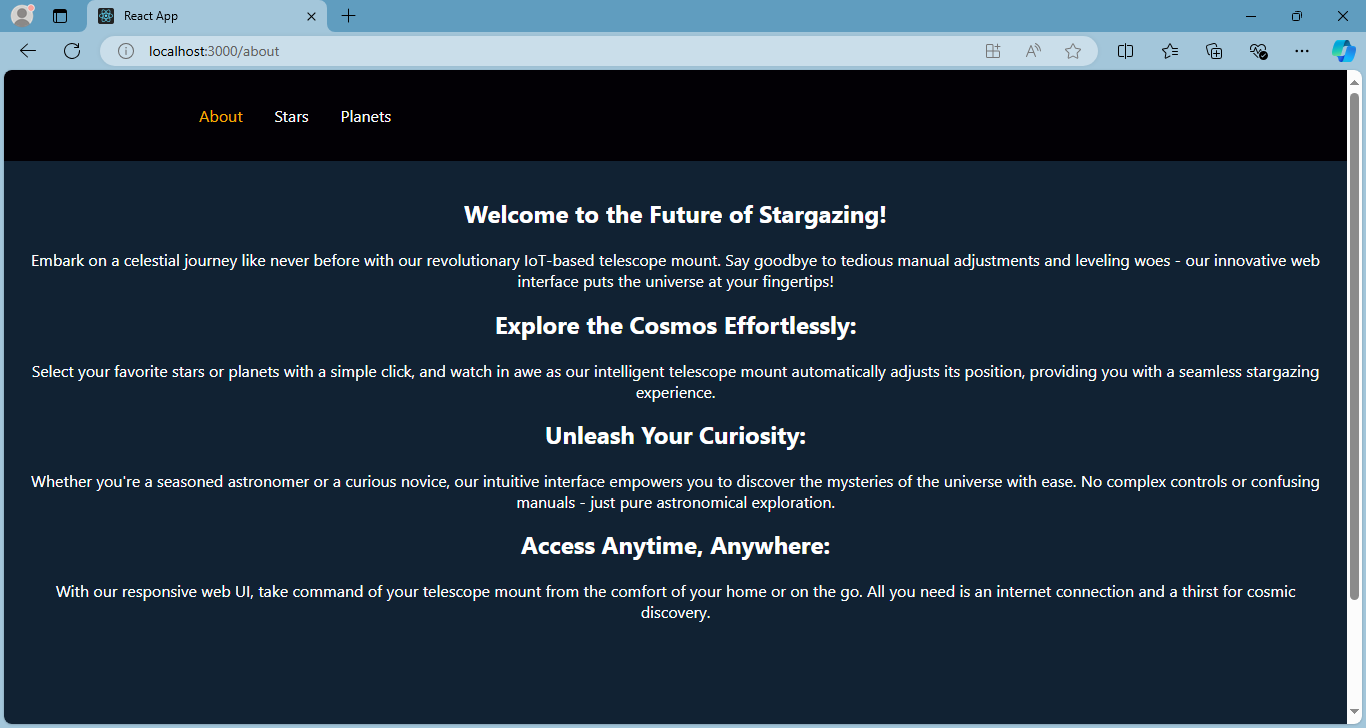 React App
localhost:3000/about
About Stars Planets
Welcome to the Future of Stargazing!
Embark on a celestial journey like never before with our revolutionary IoT-based telescope mount. Say goodbye to tedious manual adjustments and leveling woes - our innovative web
interface puts the universe at your fingertips!
Explore the Cosmos Effortlessly:
Select your favorite stars or planets with a simple click, and watch in awe as our intelligent telescope mount automatically adjusts its position, providing you with a seamless stargazing
experience.
Unleash Your Curiosity:
Whether you're a seasoned astronomer or a curious novice, our intuitive interface empowers you to discover the mysteries of the universe with ease. No complex controls or confusing
manuals - just pure astronomical exploration.
Access Anytime, Anywhere:
With our responsive web UI, take command of your telescope mount from the comfort of your home or on the go. All you need is an internet connection and a thirst for cosmic
discovery.